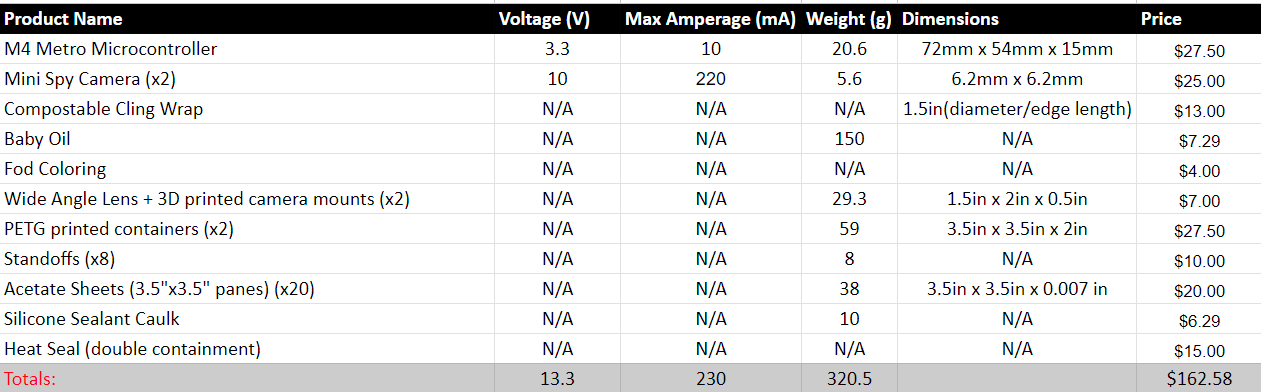 Product Name Voltage (V) Max Amperage (mA) Weight (g) Dimensions Price
M4 Metro Microcontroller 3.3 10 20.6 72mm x 54mm x 15mm $27.50
Mini Spy Camera (x2) 10 220 5.6 6.2mm x 6.2mm $25.00
Compostable Cling Wrap N/A N/A N/A 1.5in(diameter/edge length) $13.00
Baby Oil N/A N/A 150 N/A $7.29
Fod Coloring N/A N/A N/A N/A $4.00
Wide Angle Lens + 3D printed camera mounts (x2) N/A N/A 29.3 1.5in x 2in x 0.5in $7.00
PETG printed containers (x2) N/A N/A 59 3.5in x 3.5in x 2in $27.50
Standoffs (x8) N/A N/A 8 N/A $10.00
Acetate Sheets (3.5"x3.5" panes) (x20) N/A N/A 38 3.5in x 3.5in x 0.007 in $20.00
Silicone Sealant Caulk N/A N/A 10 N/A $6.29
Heat Seal (double containment) N/A N/A N/A N/A $15.00
Totals: 13.3 230 320.5 $162.58